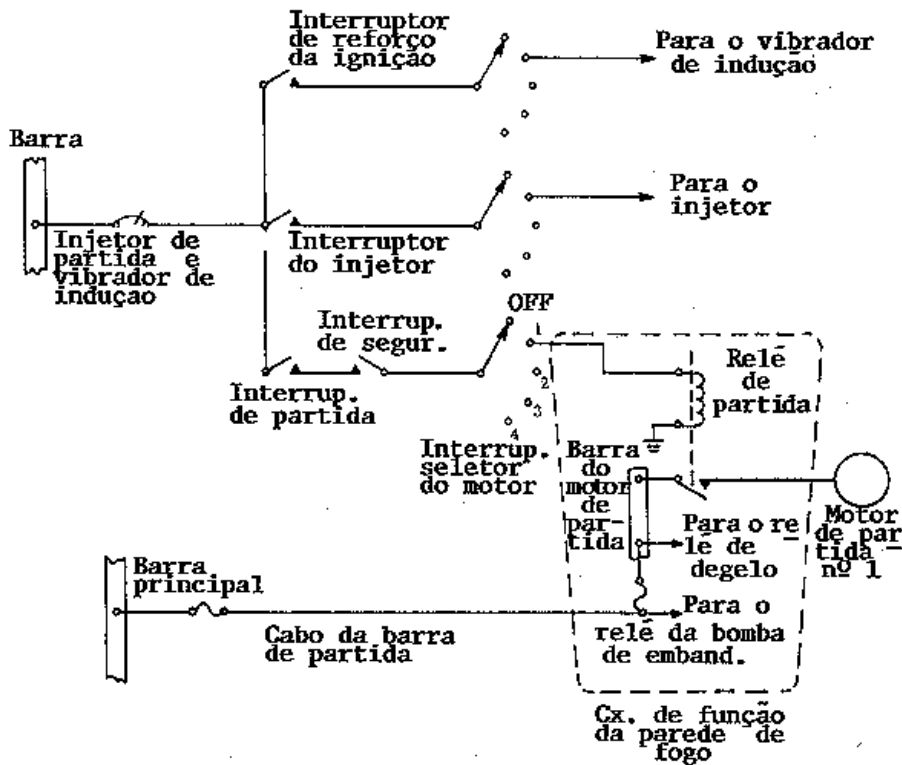 Interruptor
de reforço
da ignição
Para o vibrador
de indução
Barra
Para o
injetor
Injetor de
partida e
vibrador de
induçao
Interruptor
do injetor
OFF
Interrup.
de segur.
1
2
3
4
Interrup.
de partida
Relé
de
partida
Interrup.
seletor
do motor
Barra
do
motor
de
par-
tida
Motor
de par
tida
nº 1
Para o re
lé de
degelo
Barra
principal
Para o
relé da bomba
de emband.
Cabo da barra
de partida
Cx. de função
da parede de
fogo